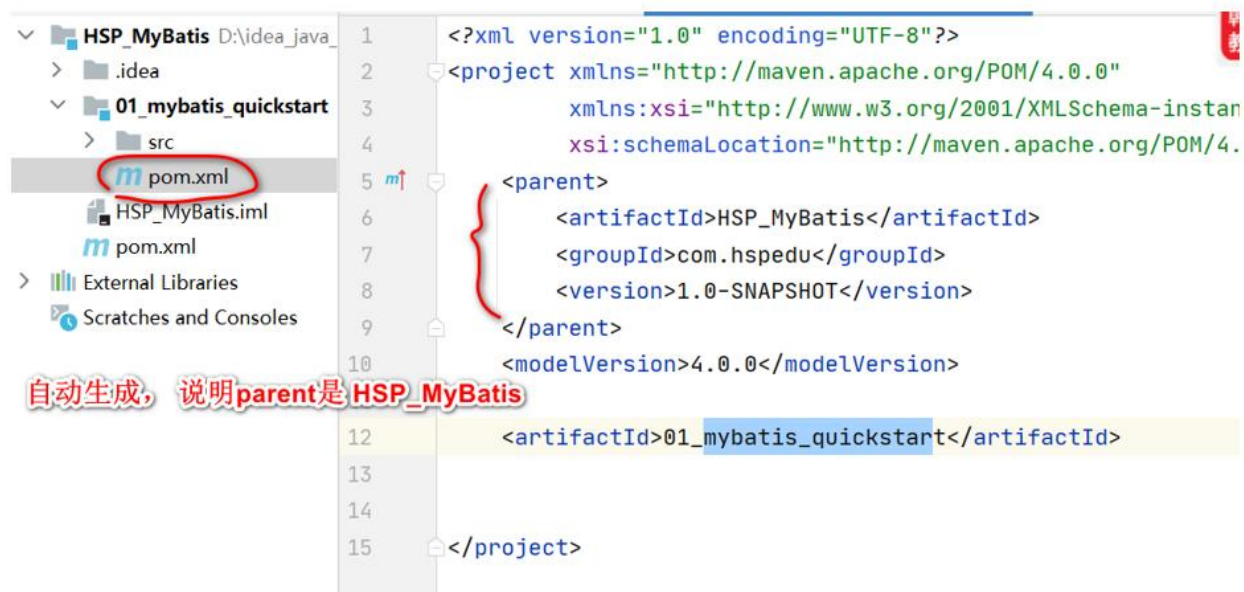 HSP_MyBatis D:\idea_java_
.idea
01_mybatis_quickstart
src
pom.xml
HSP_MyBatis.iml
pom.xml
External Libraries
Scratches and Consoles
自动生成， 说明parent是 HSP_MyBatis
1 <?xml version="1.0" encoding="UTF-8"?>
2 <project xmlns="http://maven.apache.org/POM/4.0.0"
3 xmlns:xsi="http://www.w3.org/2001/XMLSchema-instan
4 xsi:schemaLocation="http://maven.apache.org/POM/4.
5 <parent>
6 <artifactId>HSP_MyBatis</artifactId>
7 <groupId>com.hspedu</groupId>
8 <version>1.0-SNAPSHOT</version>
9 </parent>
10 <modelVersion>4.0.0</modelVersion>
12 <artifactId>01_mybatis_quickstart</artifactId>
13
14
15 </project>